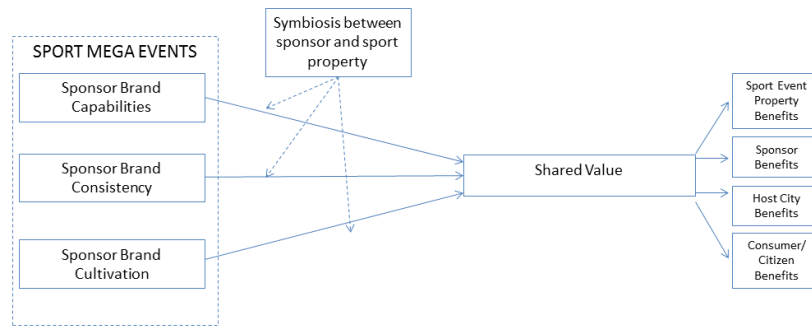 Symbiosis between
sponsor and sport
property
SPORT MEGA EVENTS
Sponsor Brand
Capabilities
Sponsor Brand
Consistency
Sponsor Brand
Cultivation
Shared Value
Sport Event
Property
Benefits
Sponsor
Benefits
Host City
Benefits
Consumer/
Citizen
Benefits